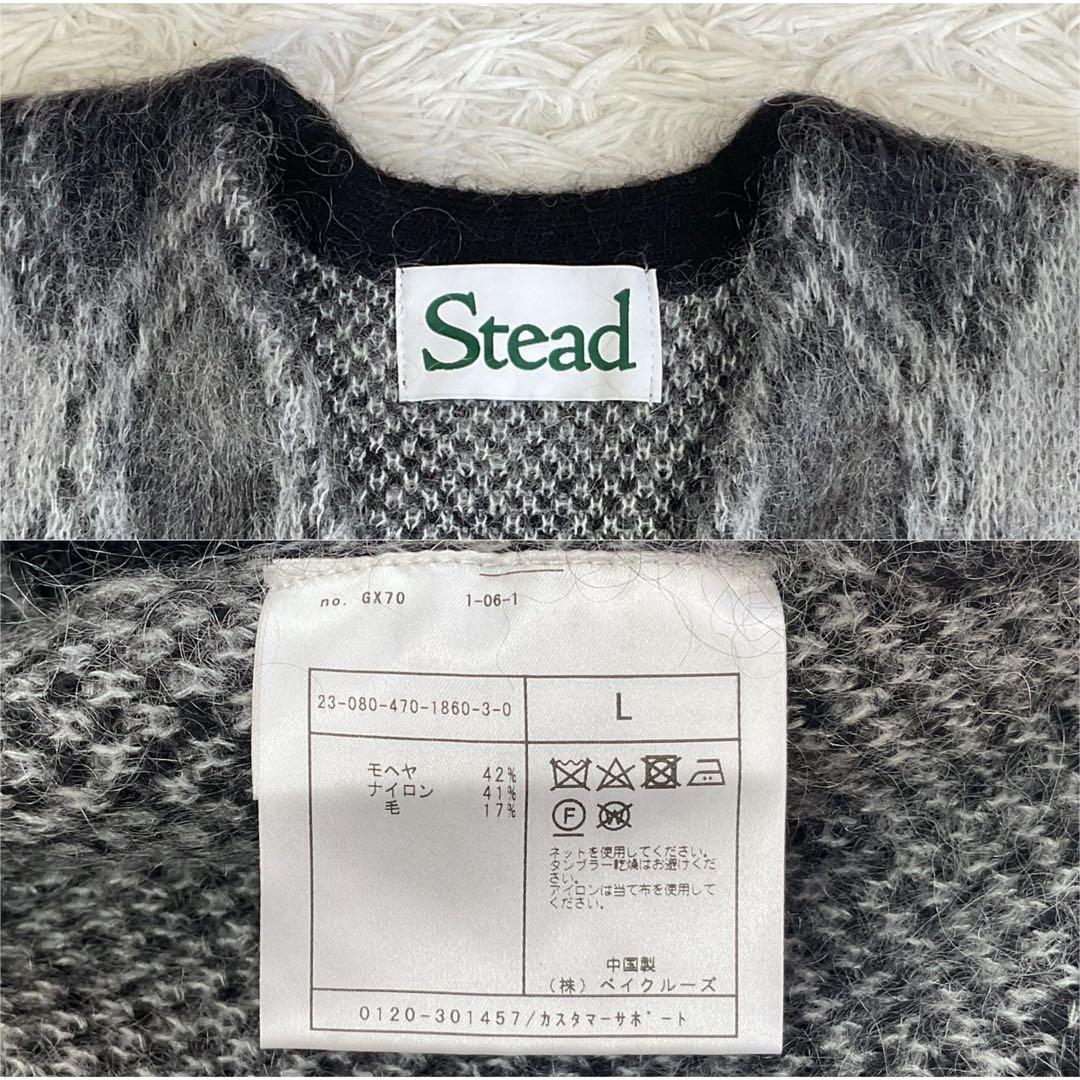 Stead
no. GX70 1-06-1
23-080-470-1860-3-0 L
モヘヤ 42%
ナイロン 41%
毛 17%
F
W
ネットを使用してください。
タンブラー乾燥はお避けくだ
さい。
アイロンは当て布を使用して
ください。
中国製
(株) ベイクルーズ
0120-301457/カスタマーサポート